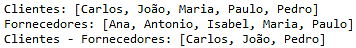 Clientes: [Carlos, João, Maria, Paulo, Pedro]
Fornecedores: [Ana, Antonio, Isabel, Maria, Paulo]
Clientes - Fornecedores: [Carlos, João, Pedro]